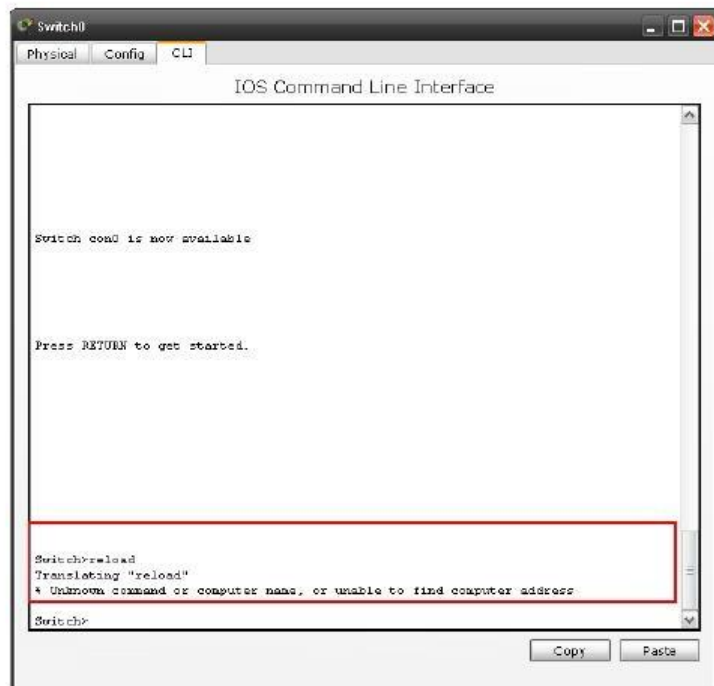 Switch0
Physical Config CLI
IOS Command Line Interface
Switch con0 is now available
Press RETURN to get started.
Switch>reload
Translating "reload"
% Unknown command or computer name, or unable to find computer address
Switch>
Copy Paste